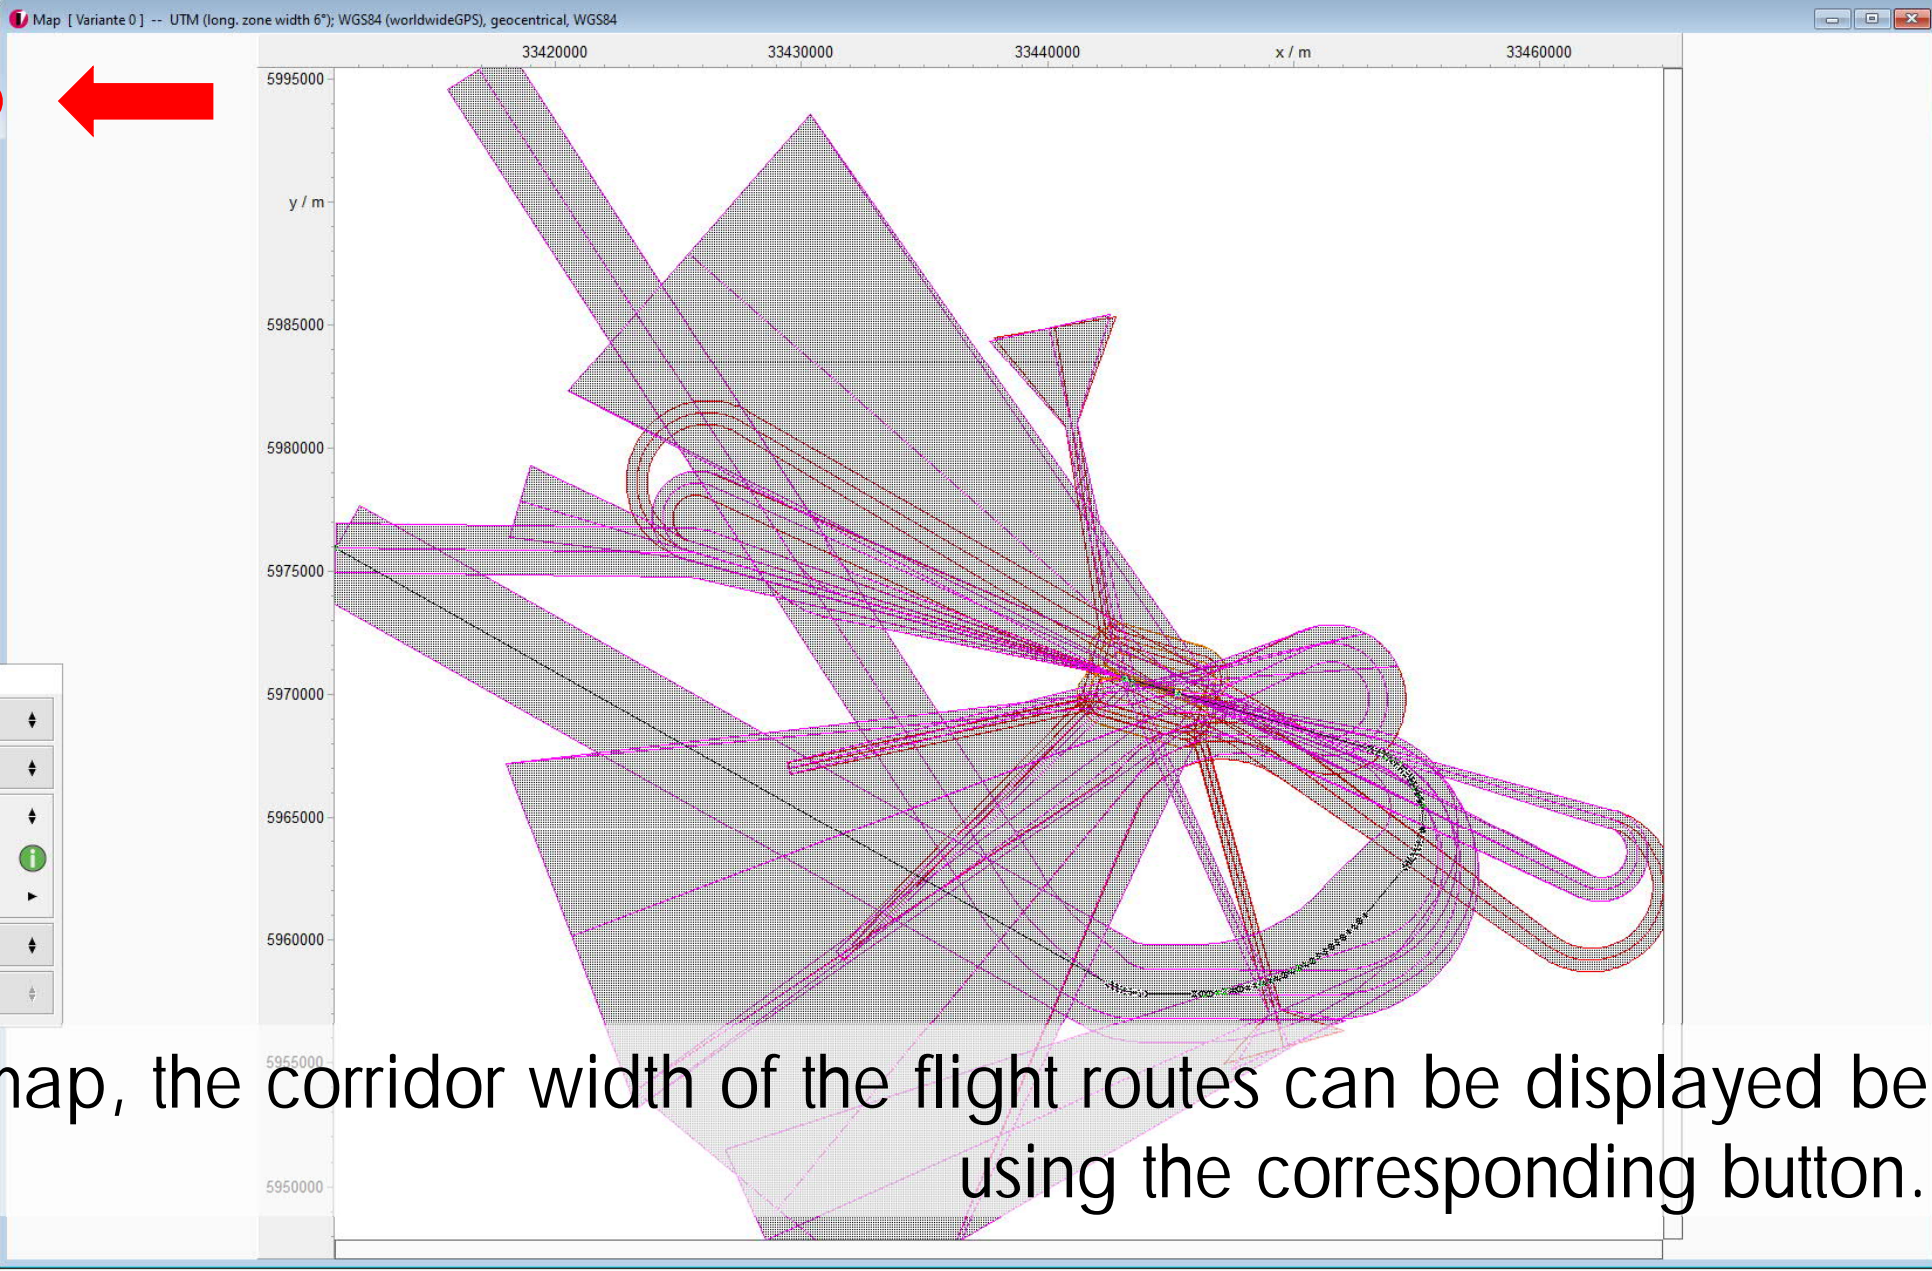 Map [ Variante 0 ] -- UTM (long. zone width 6°); WGS84 (worldwideGPS), geocentrical, WGS84
33420000 33430000 33440000 x / m 33460000
5995000
y / m
5985000
5980000
5975000
5970000
5965000
5960000
5955000
map, the corridor width of the flight routes can be displayed be
using the corresponding button.
5950000